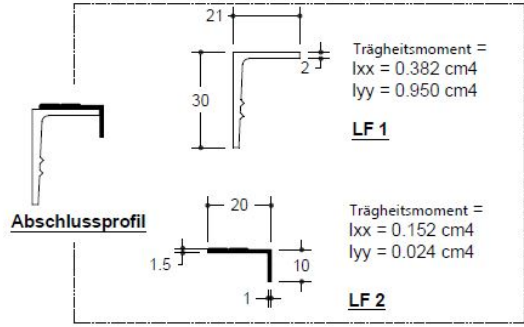 21
Trägheitsmoment =
2
Ixx = 0.382 cm4
Iyy = 0.950 cm4
30
LF 1
Abschlussprofil
20
Trägheitsmoment =
Ixx = 0.152 cm4
1.5
10
Iyy = 0.024 cm4
1
LF 2